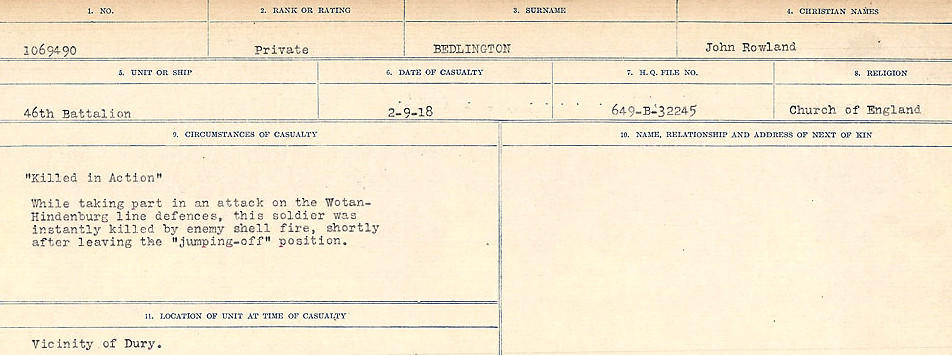 1. NO.
2. RANK OR RATING
3. SURNAME
4. CHRISTIAN NAMES
1069490
Private
BEDLINGTON
John Rowland
5. UNIT OR SHIP
6. DATE OF CASUALTY
7. H.Q. FILE NO.
8. RELIGION
46th Battalion
2-9-18
649-B-32245
Church of England
9. CIRCUMSTANCES OF CASUALTY
10. NAME, RELATIONSHIP AND ADDRESS OF NEXT OF KIN
"Killed in Action"
While taking part in an attack on the Wotan-
Hindenburg line defences, this soldier was
instantly killed by enemy shell fire, shortly
after leaving the "jumping-off" position.
11. LOCATION OF UNIT AT TIME OF CASUALTY
Vicinity of Dury.